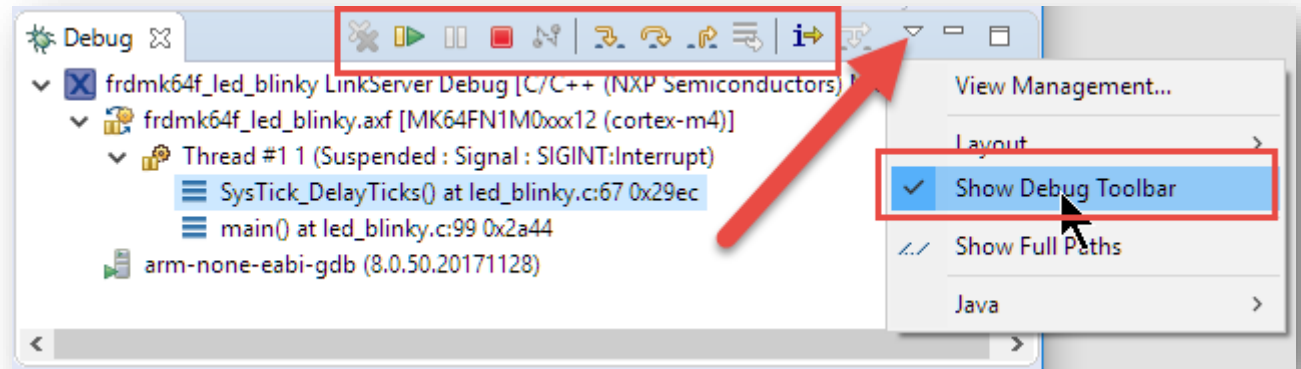 Debug
frdmk64f_led_blinky LinkServer Debug [C/C++ (NXP Semiconductors)
frdmk64f_led_blinky.axf [MK64FN1M0xxx12 (cortex-m4)]
Thread #1 1 (Suspended : Signal : SIGINT:Interrupt)
SysTick_DelayTicks() at led_blinky.c:67 0x29ec
main() at led_blinky.c:99 0x2a44
arm-none-eabi-gdb (8.0.50.20171128)
View Management...
Layout
Show Debug Toolbar
Show Full Paths
Java